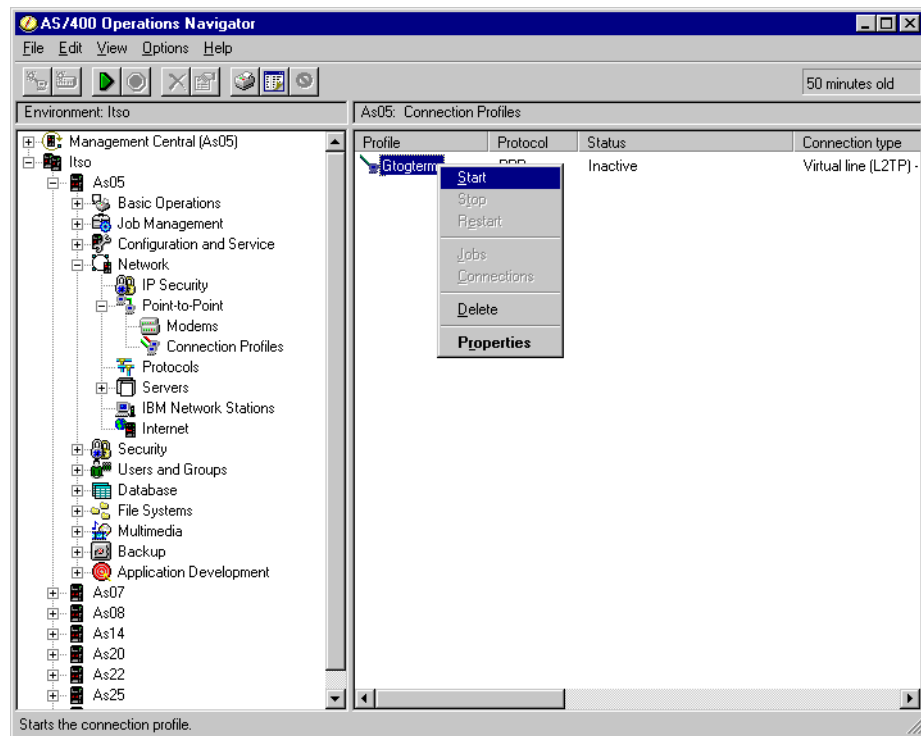 AS/400 Operations Navigator
File Edit View Options Help
50 minutes old
Environment: Itso
As05: Connection Profiles
Management Central (As05)
Itso
As05
Basic Operations
Job Management
Configuration and Service
Network
IP Security
Point-to-Point
Modems
Connection Profiles
Protocols
Servers
IBM Network Stations
Internet
Security
Users and Groups
Database
File Systems
Multimedia
Backup
Application Development
As07
As08
As14
As20
As22
As25
Profile Protocol Status Connection type
Gtogterm Inactive Virtual line (L2TP) -
Start
Stop
Restart
Jobs
Connections
Delete
Properties
Starts the connection profile.